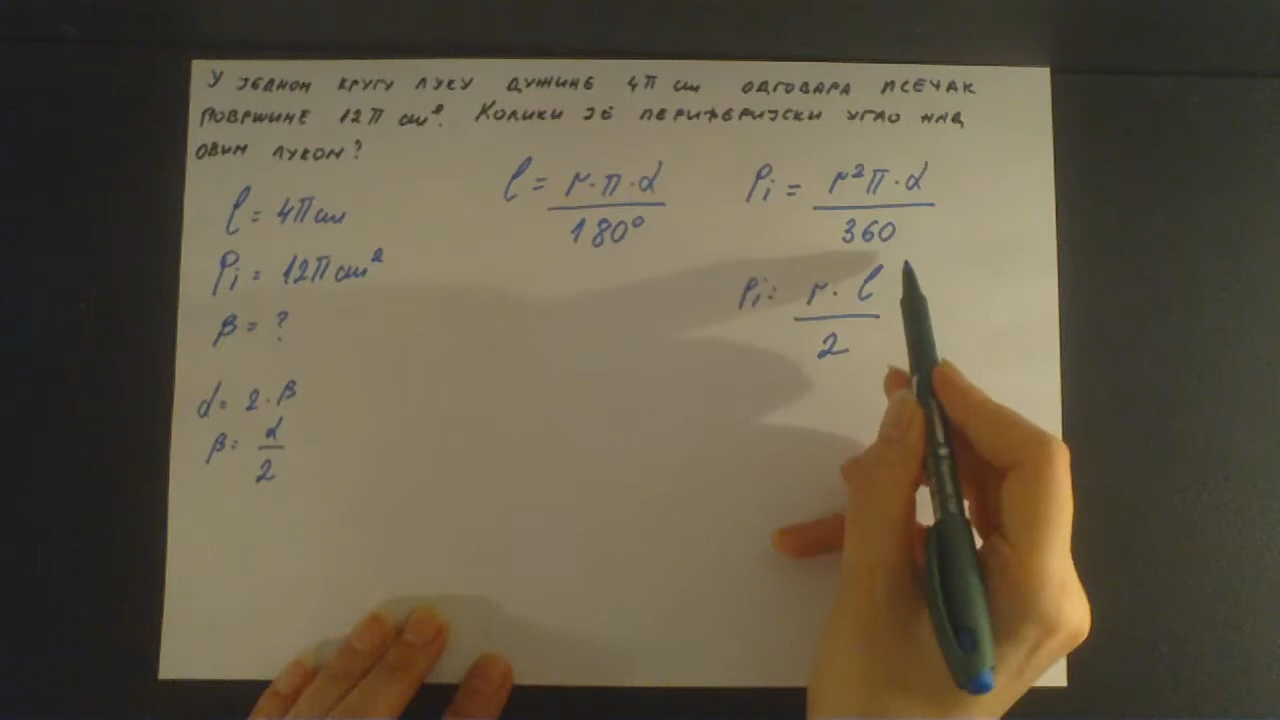 У ЈЕДНОМ КРУГУ ЛУКУ ДУЖИНЕ 4π cm ОДГОВАРА ИСЕЧАК
ПОВРШИНЕ 12π cm². КОЛИКИ ЈЕ ПЕРИФЕРИЈСКИ УГАО НАД
ОВИМ ЛУКОМ?
l = 4π cm
Pi = 12π cm²
β = ?
α = 2·β
β = α/2
l = r·π·α/180°
Pi = r²π·α/360
Pi = r·l/2